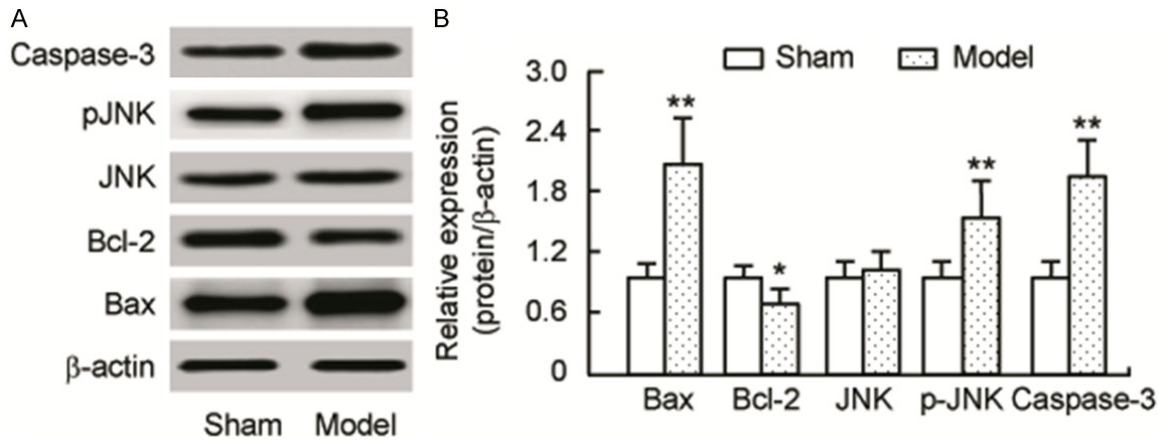 A
Caspase-3
pJNK
JNK
Bcl-2
Bax
β-actin
Sham Model
B
Sham Model
Relative expression
(protein/β-actin)
3.0
2.4
1.8
1.2
0.6
0
**
*
**
**
Bax Bcl-2 JNK p-JNK Caspase-3